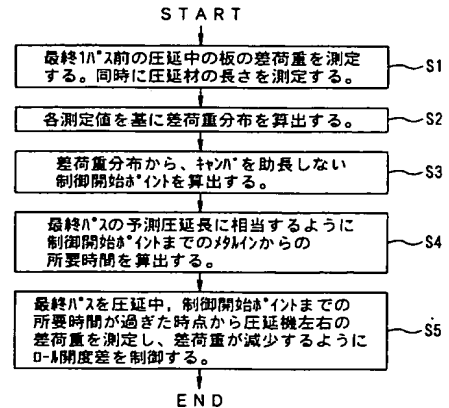 START
最終1ﾊﾟｽ前の圧延中の板の差荷重を測定
する。同時に圧延材の長さを測定する。
S1
各測定値を基に差荷重分布を算出する。
S2
差荷重分布から、ｷｬﾝﾊﾞを助長しない
制御開始ﾎﾟｲﾝﾄを算出する。
S3
最終ﾊﾟｽの予測圧延長に相当するように
制御開始ﾎﾟｲﾝﾄまでのﾒﾀﾙｲﾝからの
所要時間を算出する。
S4
最終ﾊﾟｽを圧延中，制御開始ﾎﾟｲﾝﾄまでの
所要時間が過ぎた時点から圧延機左右の
差荷重を測定し、差荷重が減少するように
ﾛｰﾙ開度差を制御する。
S5
END